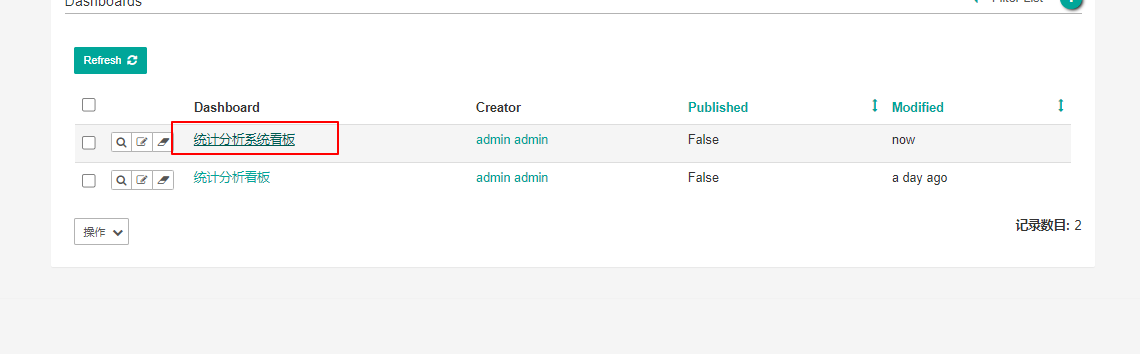 Dashboards
Filter List
Refresh
Dashboard Creator Published Modified
统计分析系统看板 admin admin False now
统计分析看板 admin admin False a day ago
操作
记录数目: 2